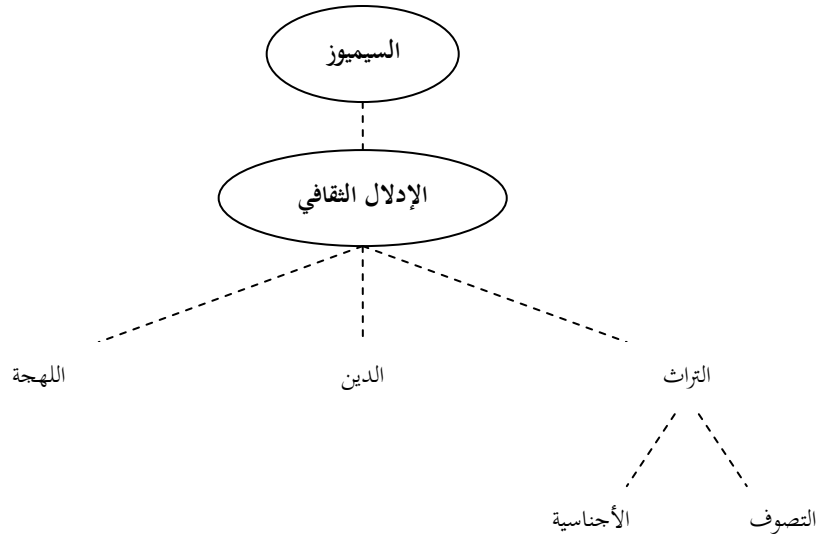 السيميوز
الإدلال الثقافي
التراث الدين اللهجة
التصوف الأجناسية